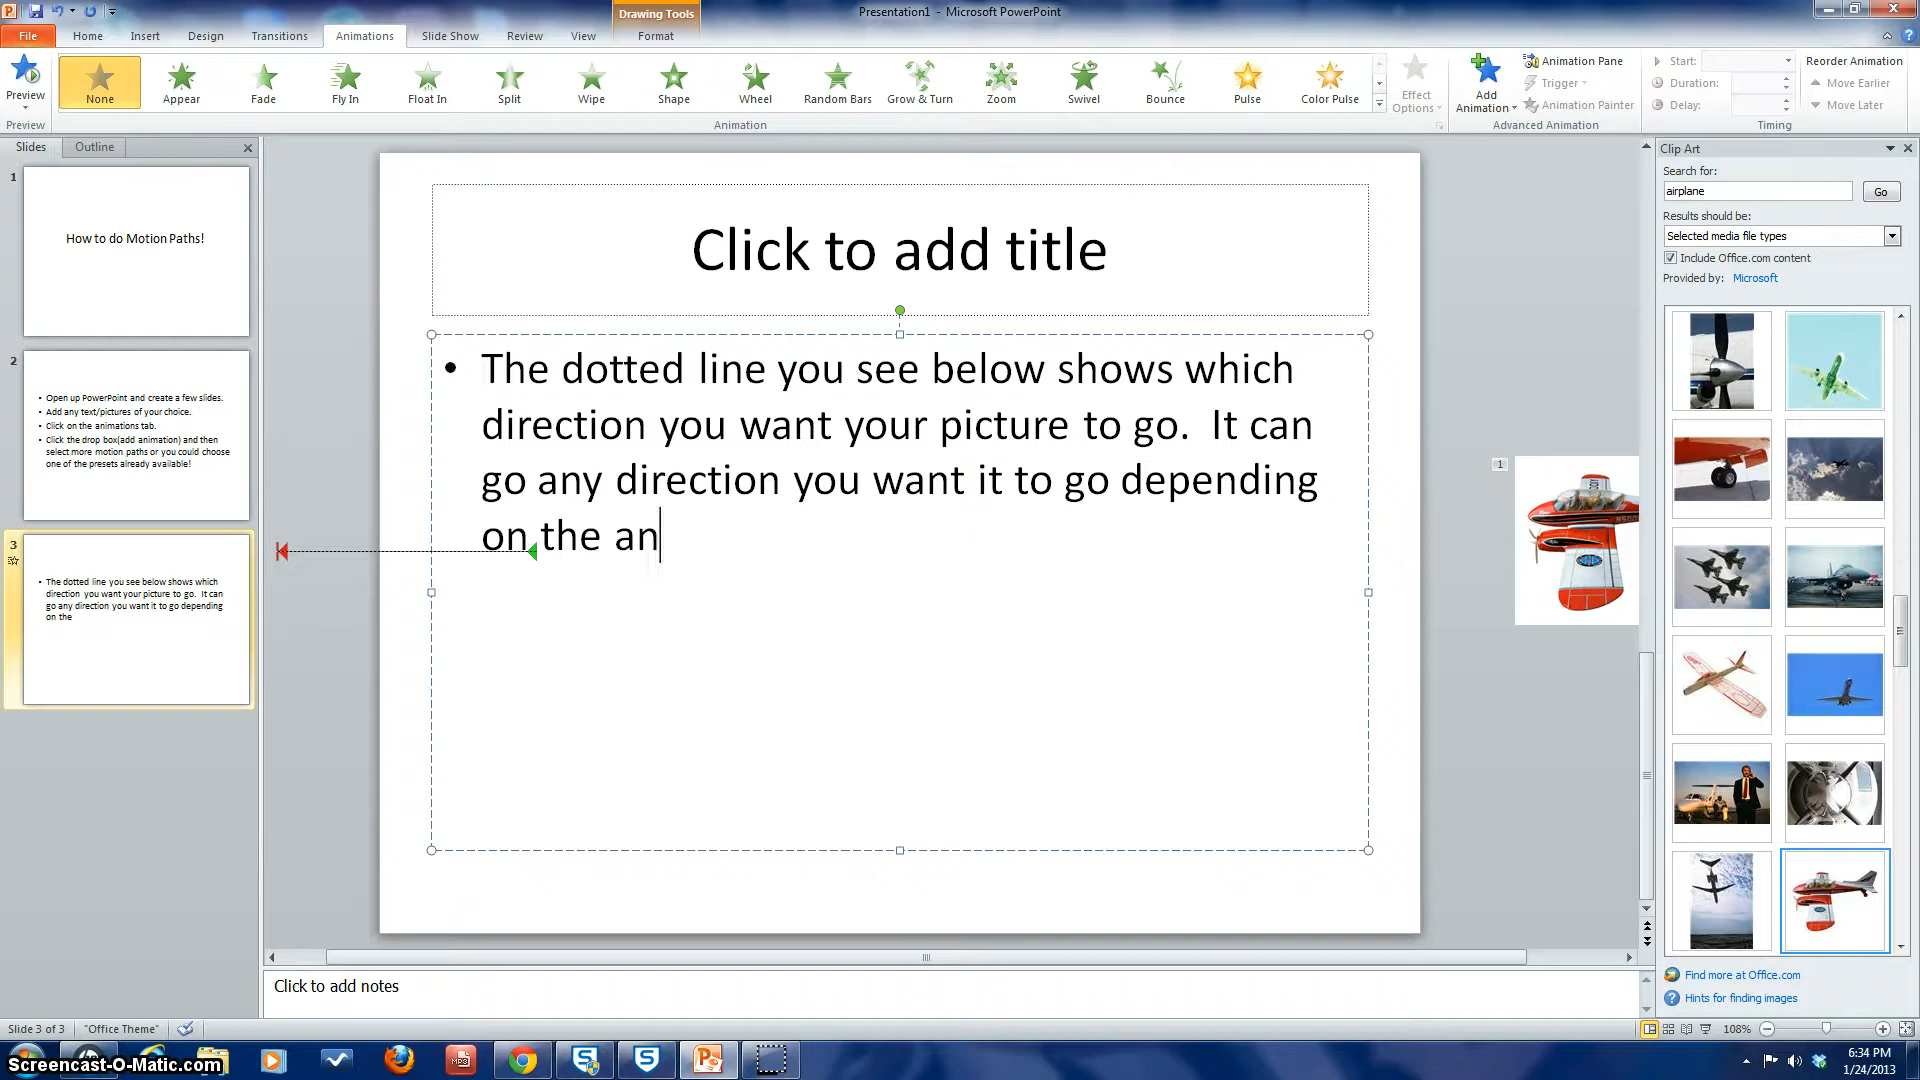 Drawing Tools
Presentation1 - Microsoft PowerPoint
File Home Insert Design Transitions Animations Slide Show Review View Format
Preview
None Appear Fade Fly In Float In Split Wipe Shape Wheel Random Bars Grow & Turn Zoom Swivel Bounce Pulse Color Pulse
Effect
Options
Add
Animation
Animation Pane
Trigger
Animation Painter
Start:
Duration:
Delay:
Reorder Animation
Move Earlier
Move Later
Preview Animation Advanced Animation Timing
Slides Outline
1
How to do Motion Paths!
2
• Open up PowerPoint and create a few slides.
• Add any text/pictures of your choice.
• Click on the animations tab.
• Click the drop box(add animation) and then
select more motion paths or you could choose
one of the presets already available!
3
• The dotted line you see below shows which
direction you want your picture to go. It can
go any direction you want it to go depending
on the
Click to add title
• The dotted line you see below shows which
direction you want your picture to go. It can
go any direction you want it to go depending
on the an
1
Clip Art
Search for:
airplane
Go
Results should be:
Selected media file types
Include Office.com content
Provided by: Microsoft
Find more at Office.com
Hints for finding images
Click to add notes
Slide 3 of 3 "Office Theme" 108%
Screencast-O-Matic.com
MP3
6:34 PM
1/24/2013